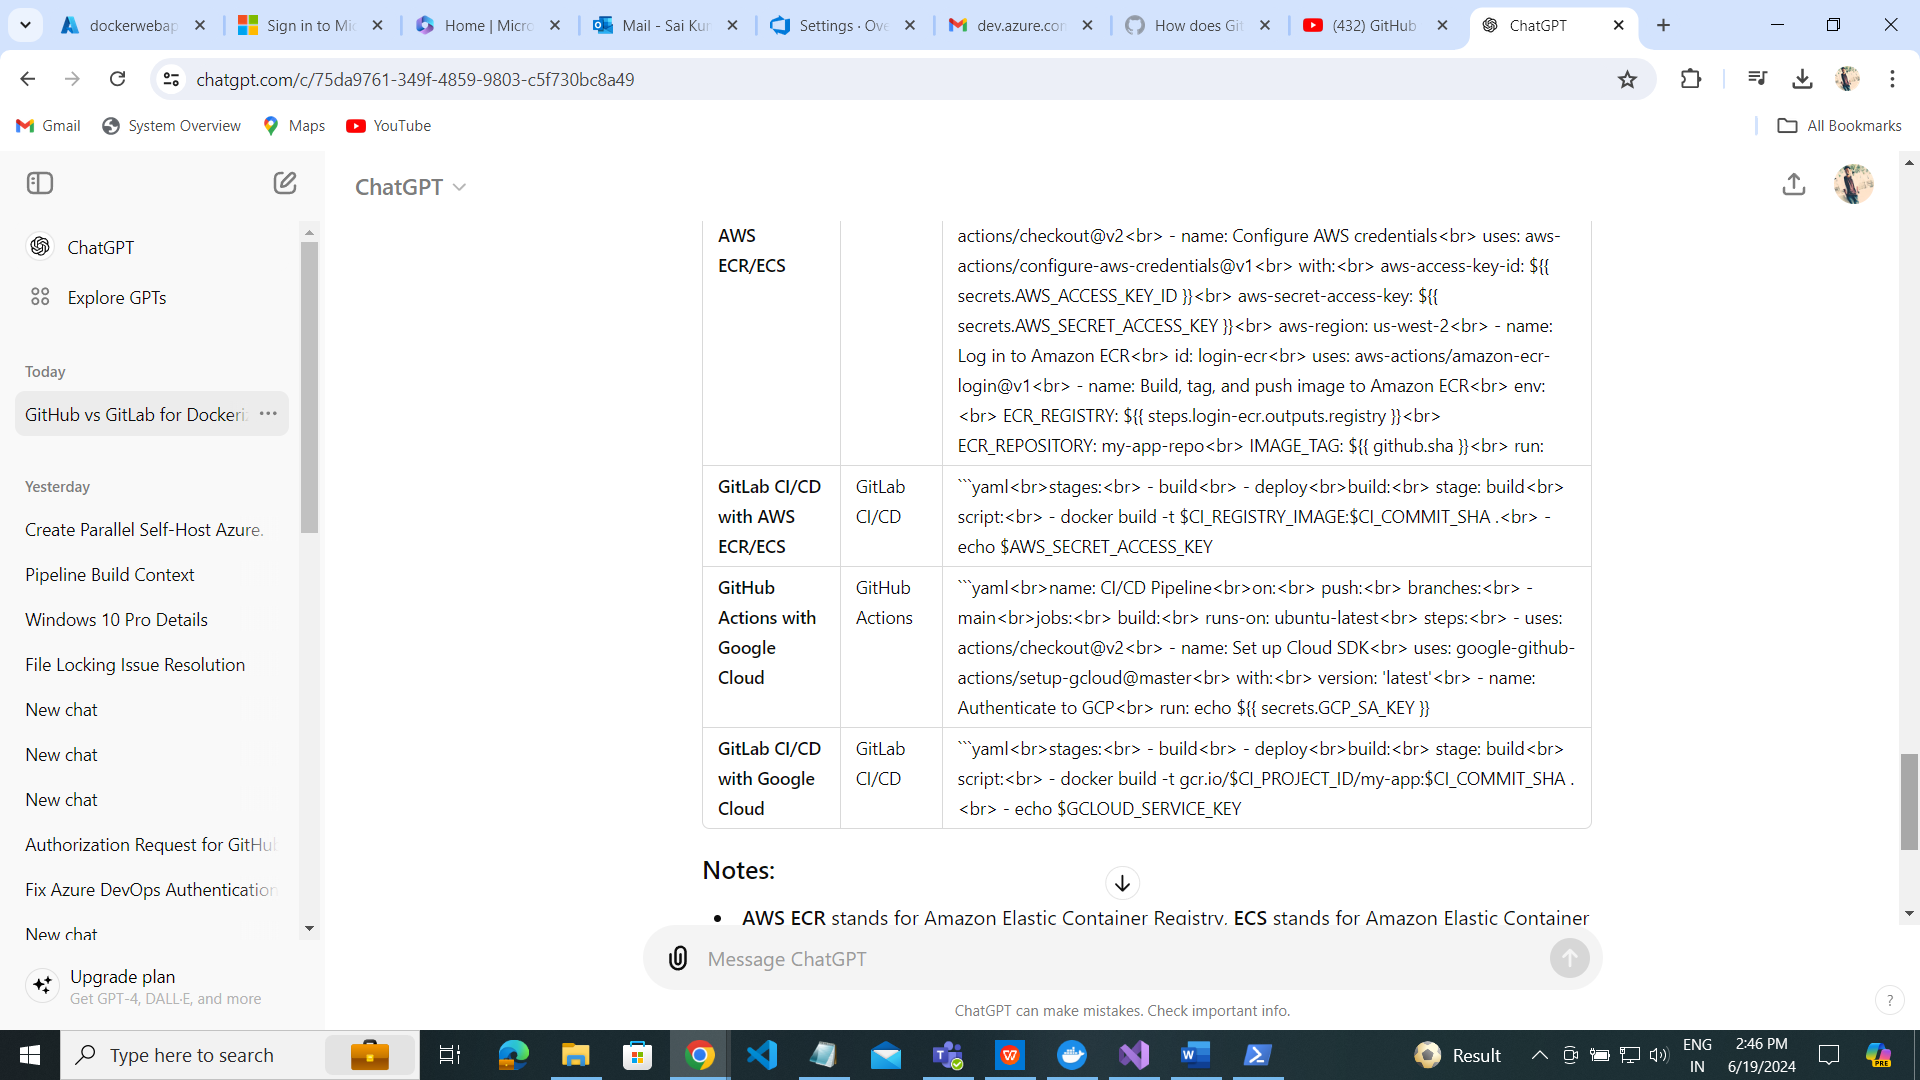 dockerwebap
Sign in to Mic
Home | Micro
Mail - Sai Kur
Settings · Ove
dev.azure.con
How does Git
(432) GitHub
ChatGPT
chatgpt.com/c/75da9761-349f-4859-9803-c5f730bc8a49
Gmail
System Overview
Maps
YouTube
All Bookmarks
ChatGPT
ChatGPT
Explore GPTs
Today
GitHub vs GitLab for Dockeri
Yesterday
Create Parallel Self-Host Azure.
Pipeline Build Context
Windows 10 Pro Details
File Locking Issue Resolution
New chat
New chat
New chat
Authorization Request for GitHub
Fix Azure DevOps Authentication
New chat
Upgrade plan
Get GPT-4, DALL·E, and more
AWS
ECR/ECS
actions/checkout@v2<br> - name: Configure AWS credentials<br> uses: aws-
actions/configure-aws-credentials@v1<br> with:<br> aws-access-key-id: ${{
secrets.AWS_ACCESS_KEY_ID }}<br> aws-secret-access-key: ${{
secrets.AWS_SECRET_ACCESS_KEY }}<br> aws-region: us-west-2<br> - name:
Log in to Amazon ECR<br> id: login-ecr<br> uses: aws-actions/amazon-ecr-
login@v1<br> - name: Build, tag, and push image to Amazon ECR<br> env:
<br> ECR_REGISTRY: ${{ steps.login-ecr.outputs.registry }}<br>
ECR_REPOSITORY: my-app-repo<br> IMAGE_TAG: ${{ github.sha }}<br> run:
GitLab CI/CD
with AWS
ECR/ECS
GitLab
CI/CD
```yaml<br>stages:<br> - build<br> - deploy<br>build:<br> stage: build<br>
script:<br> - docker build -t $CI_REGISTRY_IMAGE:$CI_COMMIT_SHA .<br> -
echo $AWS_SECRET_ACCESS_KEY
GitHub
Actions with
Google
Cloud
GitHub
Actions
```yaml<br>name: CI/CD Pipeline<br>on:<br> push:<br> branches:<br> -
main<br>jobs:<br> build:<br> runs-on: ubuntu-latest<br> steps:<br> - uses:
actions/checkout@v2<br> - name: Set up Cloud SDK<br> uses: google-github-
actions/setup-gcloud@master<br> with:<br> version: 'latest'<br> - name:
Authenticate to GCP<br> run: echo ${{ secrets.GCP_SA_KEY }}
GitLab CI/CD
with Google
Cloud
GitLab
CI/CD
```yaml<br>stages:<br> - build<br> - deploy<br>build:<br> stage: build<br>
script:<br> - docker build -t gcr.io/$CI_PROJECT_ID/my-app:$CI_COMMIT_SHA .
<br> - echo $GCLOUD_SERVICE_KEY
Notes:
AWS ECR stands for Amazon Elastic Container Registry. ECS stands for Amazon Elastic Container
Message ChatGPT
ChatGPT can make mistakes. Check important info.
?
Type here to search
Result
ENG
IN
2:46 PM
6/19/2024